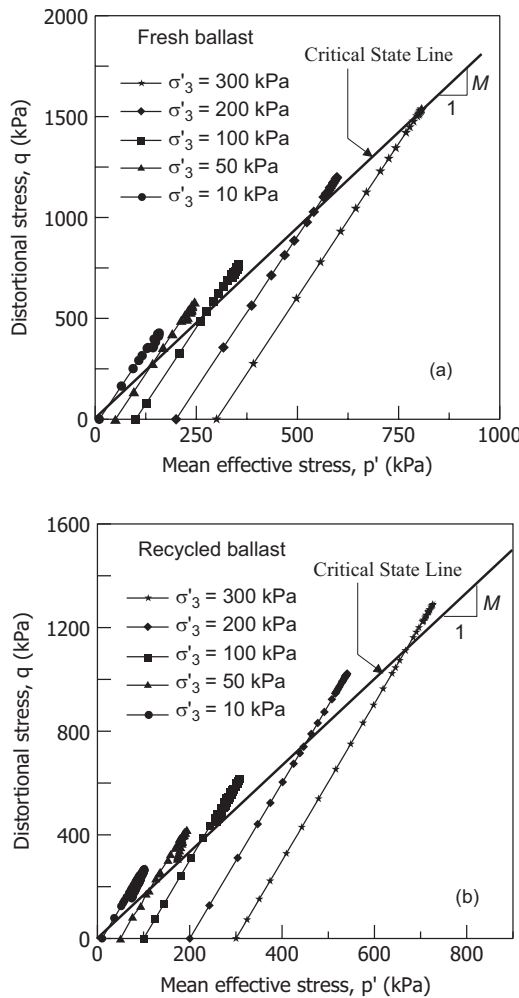 2000
1500
1000
500
0
0
250
500
750
1000
Distortional stress, q (kPa)
Mean effective stress, p' (kPa)
Fresh ballast
σ'3 = 300 kPa
σ'3 = 200 kPa
σ'3 = 100 kPa
σ'3 = 50 kPa
σ'3 = 10 kPa
Critical State Line
M
1
(a)
1600
1200
800
400
0
0
200
400
600
800
Distortional stress, q (kPa)
Mean effective stress, p' (kPa)
Recycled ballast
σ'3 = 300 kPa
σ'3 = 200 kPa
σ'3 = 100 kPa
σ'3 = 50 kPa
σ'3 = 10 kPa
Critical State Line
M
1
(b)